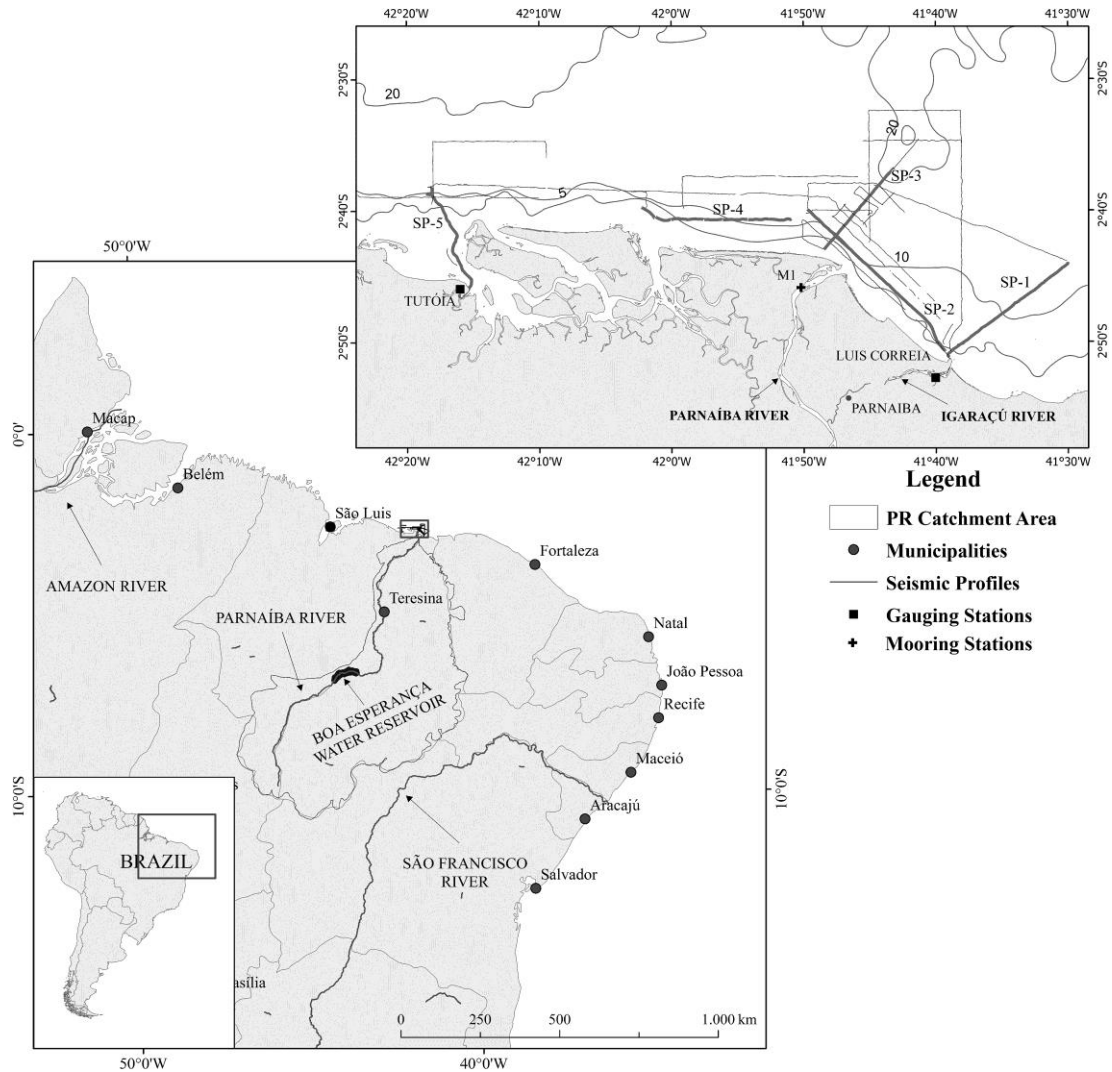 42°20'W
42°10'W
42°0'W
41°50'W
41°40'W
41°30'W
2°30'S
2°30'S
20
20
SP-3
5
SP-4
2°40'S
2°40'S
SP-5
10
M1
SP-1
TUTÓIA
SP-2
2°50'S
2°50'S
LUIS CORREIA
PARNAÍBA RIVER
PARNAIBA
IGARAÇÚ RIVER
42°20'W
42°10'W
42°0'W
41°50'W
41°40'W
41°30'W
50°0'W
Macap
0°0'
Belém
São Luis
AMAZON RIVER
Fortaleza
PARNAÍBA RIVER
Teresina
Natal
João Pessoa
BOA ESPERANÇA
WATER RESERVOIR
Recife
Maceió
10°0'S
10°0'S
Aracajú
SÃO FRANCISCO
RIVER
Salvador
BRAZIL
asília
0
250
500
1.000 km
50°0'W
40°0'W
Legend
PR Catchment Area
Municipalities
Seismic Profiles
Gauging Stations
Mooring Stations